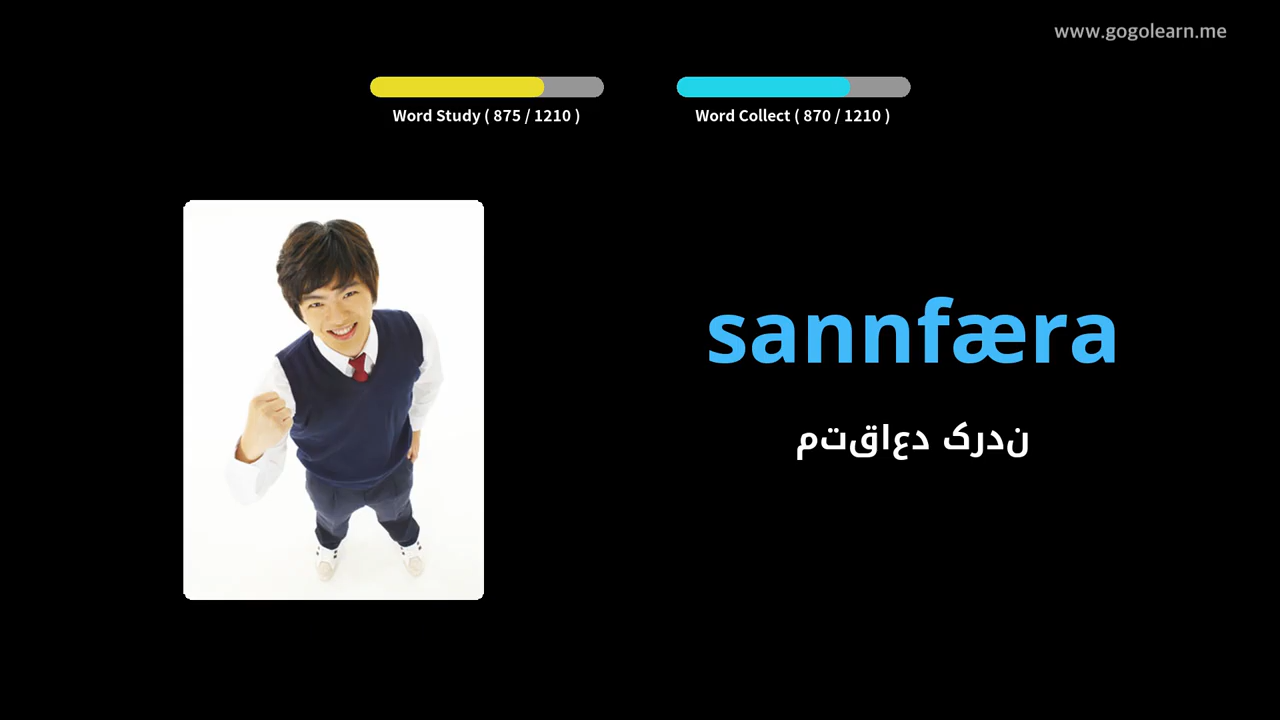 www.gogolearn.me
Word Study ( 875 / 1210 )
Word Collect ( 870 / 1210 )
sannfæra
متقاعد کردن